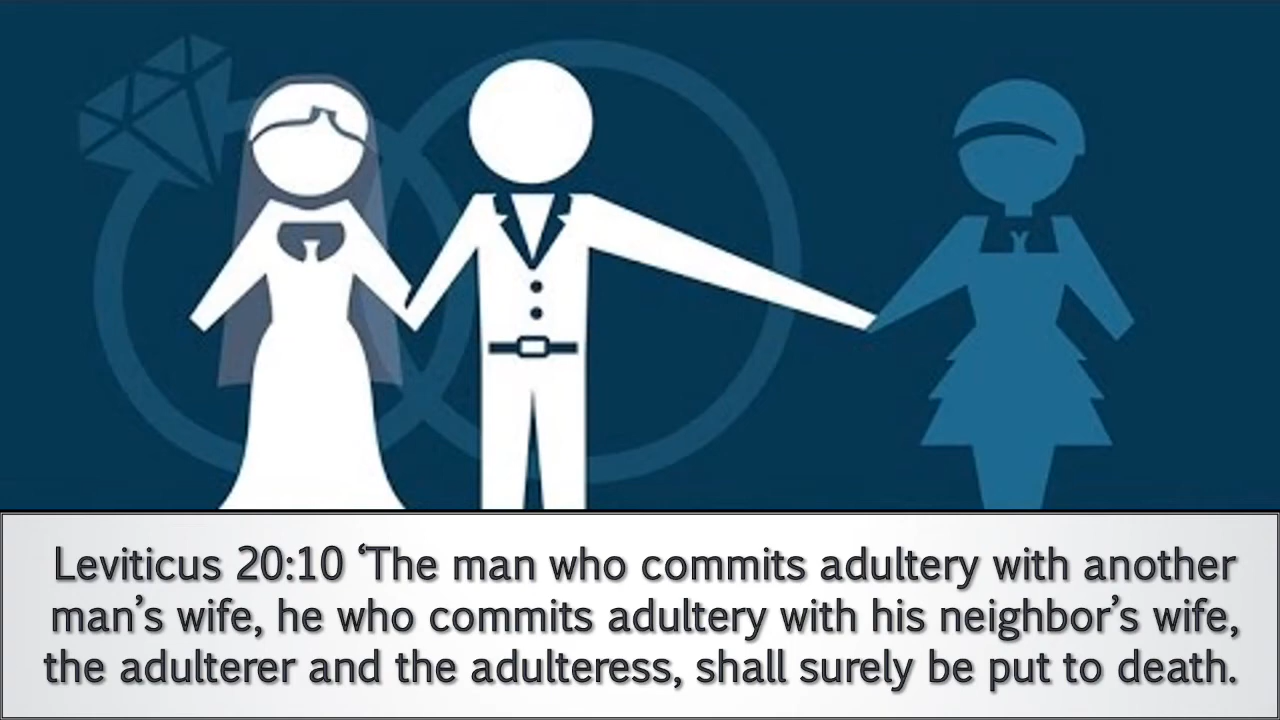 Leviticus 20:10 ‘The man who commits adultery with another
man’s wife, he who commits adultery with his neighbor’s wife,
the adulterer and the adulteress, shall surely be put to death.